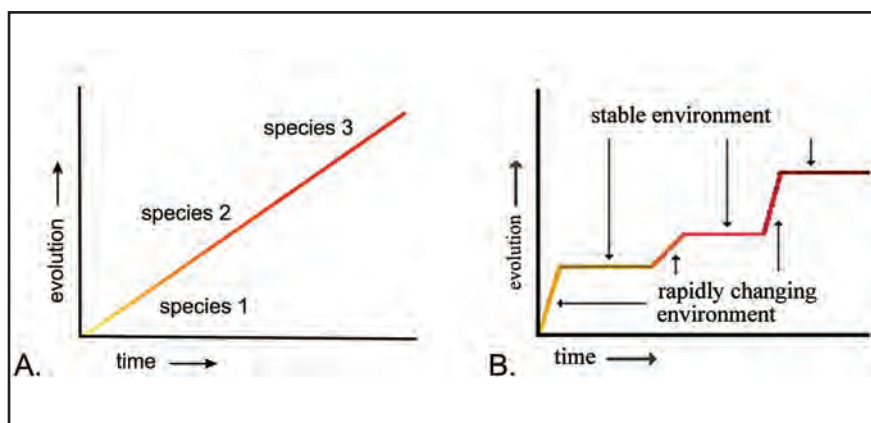 species 3
species 2
species 1
evolution
time
A.
stable environment
rapidly changing
environment
evolution
time
B.